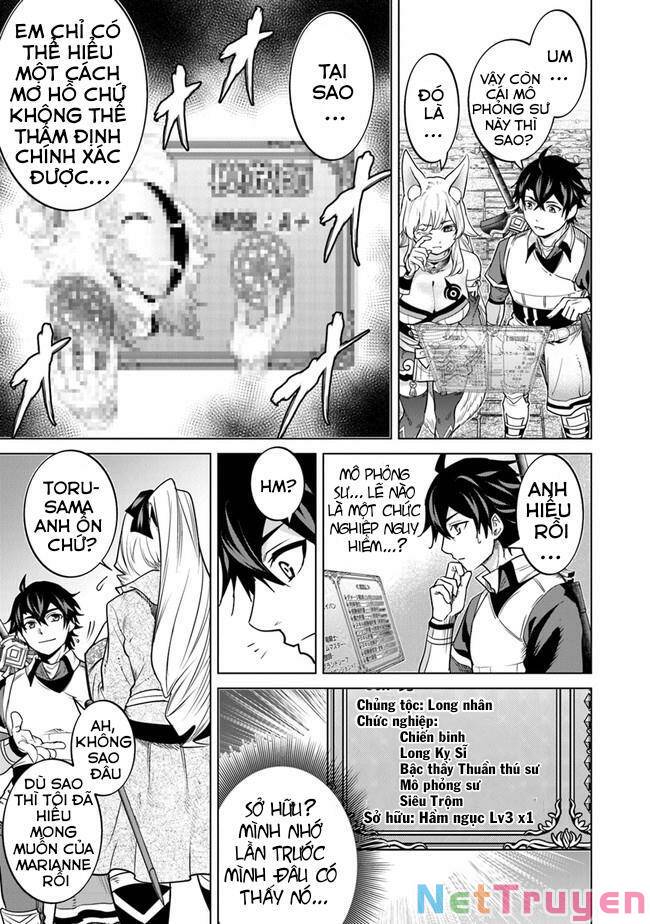 UM
...
VẬY CÒN
CÁI MÔ
PHỎNG SƯ
NÀY THÌ
SAO?
ĐÓ
LÀ ...
TẠI
SAO
...
EM CHỈ CÓ
THỂ HIỂU
MỘT CÁCH
MƠ HỒ CHỨ
KHÔNG THỂ
THẨM ĐỊNH
CHÍNH XÁC
ĐƯỢC...
ANH
HIỂU
RỒI
...
MÔ PHỎNG
SƯ... LẼ NÀO
LÀ MỘT CHỨC
NGHIỆP NGUY
HIỂM...?
HM?
TORU-
SAMA
ANH ỔN
CHỨ?
AH,
KHÔNG
SAO
ĐÂU
DÙ SAO
THÌ TÔI ĐÃ
HIỂU
MONG
MUỐN CỦA
MARIANNE
RỒI
Chủng tộc: Long nhân
Chức nghiệp:
Chiến binh
Long Kỵ Sĩ
Bậc thầy Thuần thú sư
Mô phỏng sư
Siêu Trộm
Sở hữu: Hầm ngục Lv3 x1
SỞ HỮU?
MÌNH NHỚ
LẦN TRƯỚC
MÌNH ĐÂU CÓ
THẤY NÓ...
NetTruyen